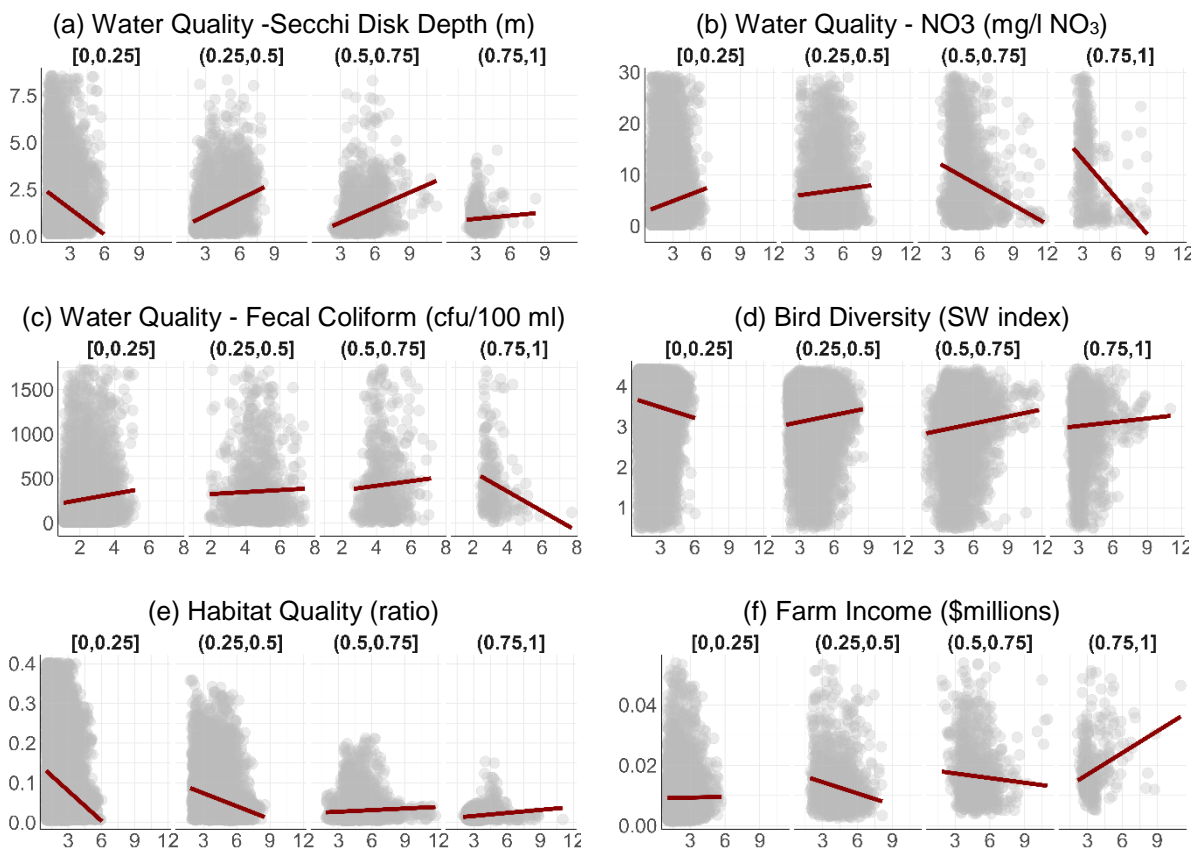 (a) Water Quality -Secchi Disk Depth (m)
[0,0.25] (0.25,0.5] (0.5,0.75] (0.75,1]
7.5
5.0
2.5
0.0
3 6 9 3 6 9 3 6 9 3 6 9
(b) Water Quality - NO3 (mg/l NO₃)
[0,0.25] (0.25,0.5] (0.5,0.75] (0.75,1]
30
20
10
0
3 6 9 12 3 6 9 12 3 6 9 12 3 6 9 12
(c) Water Quality - Fecal Coliform (cfu/100 ml)
[0,0.25] (0.25,0.5] (0.5,0.75] (0.75,1]
1500
1000
500
0
2 4 6 8 2 4 6 8 2 4 6 8 2 4 6 8
(d) Bird Diversity (SW index)
[0,0.25] (0.25,0.5] (0.5,0.75] (0.75,1]
4
3
2
1
3 6 9 12 3 6 9 12 3 6 9 12 3 6 9 12
(e) Habitat Quality (ratio)
[0,0.25] (0.25,0.5] (0.5,0.75] (0.75,1]
0.4
0.3
0.2
0.1
0.0
3 6 9 12 3 6 9 12 3 6 9 12 3 6 9 12
(f) Farm Income ($millions)
[0,0.25] (0.25,0.5] (0.5,0.75] (0.75,1]
0.04
0.02
0.00
3 6 9 3 6 9 3 6 9 3 6 9